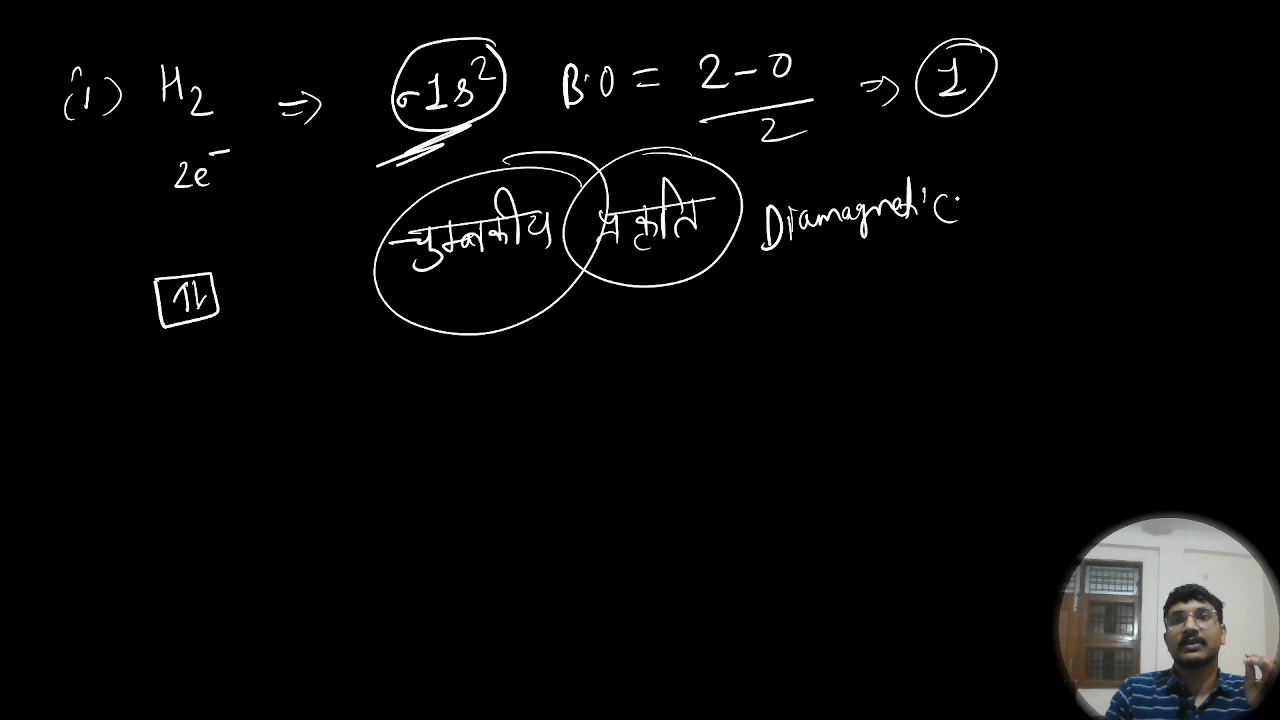 (i) H₂ ⇒ σ1s² B.O = 2-0/2 ⇒ 1
2e⁻
चुम्बकीय प्रकृति Diamagnetic
↑↓